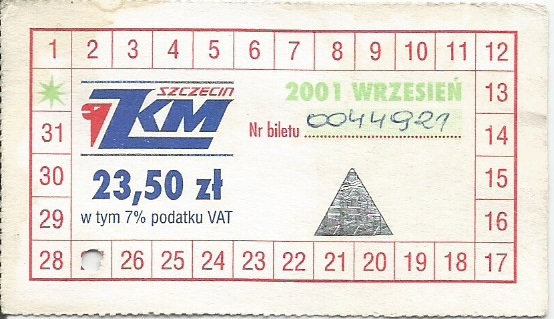 1 2 3 4 5 6 7 8 9 10 11 12
SZCZECIN
ZKM
2001 WRZESIEŃ
13
31
Nr biletu 0044921
14
30
23,50 zł
15
29
w tym 7% podatku VAT
16
28 26 25 24 23 22 21 20 19 18 17